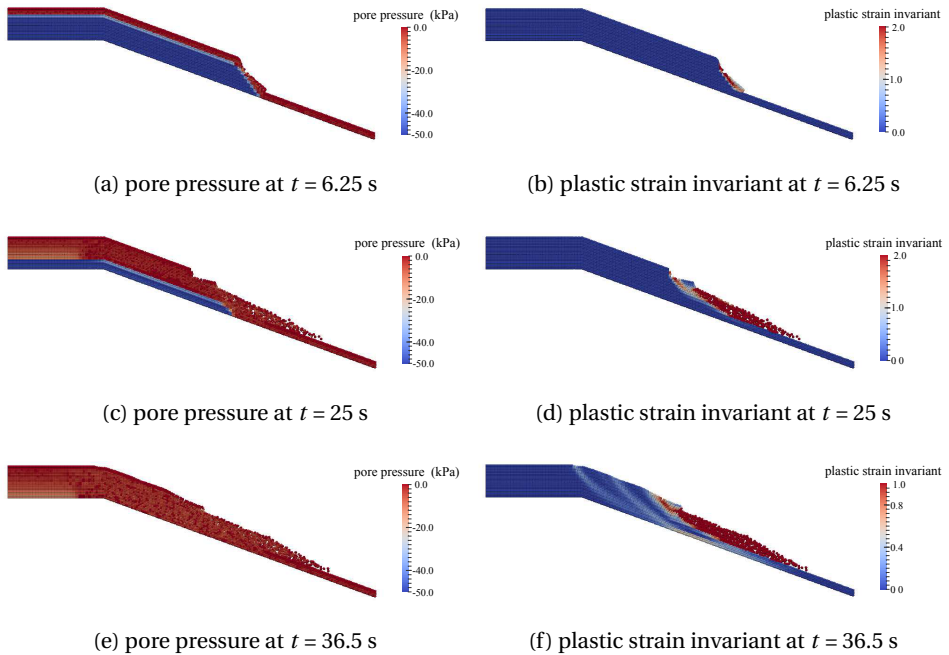 pore pressure (kPa)
0.0
-20.0
-40.0
-50.0
plastic strain invariant
2.0
1.0
0.0
(a) pore pressure at t = 6.25 s
(b) plastic strain invariant at t = 6.25 s
pore pressure (kPa)
0.0
-20.0
-40.0
-50.0
plastic strain invariant
2.0
1.0
0.0
(c) pore pressure at t = 25 s
(d) plastic strain invariant at t = 25 s
pore pressure (kPa)
0.0
-20.0
-40.0
-50.0
plastic strain invariant
1.0
0.8
0.4
0.0
(e) pore pressure at t = 36.5 s
(f) plastic strain invariant at t = 36.5 s